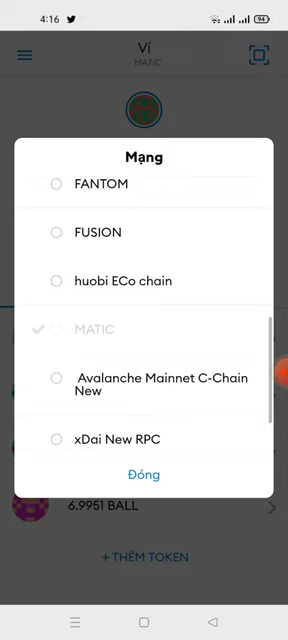 4:16
94
Ví
MATIC
Mạng
FANTOM
FUSION
huobi ECo chain
MATIC
Avalanche Mainnet C-Chain
New
xDai New RPC
Đóng
6.9951 BALL
+ THÊM TOKEN